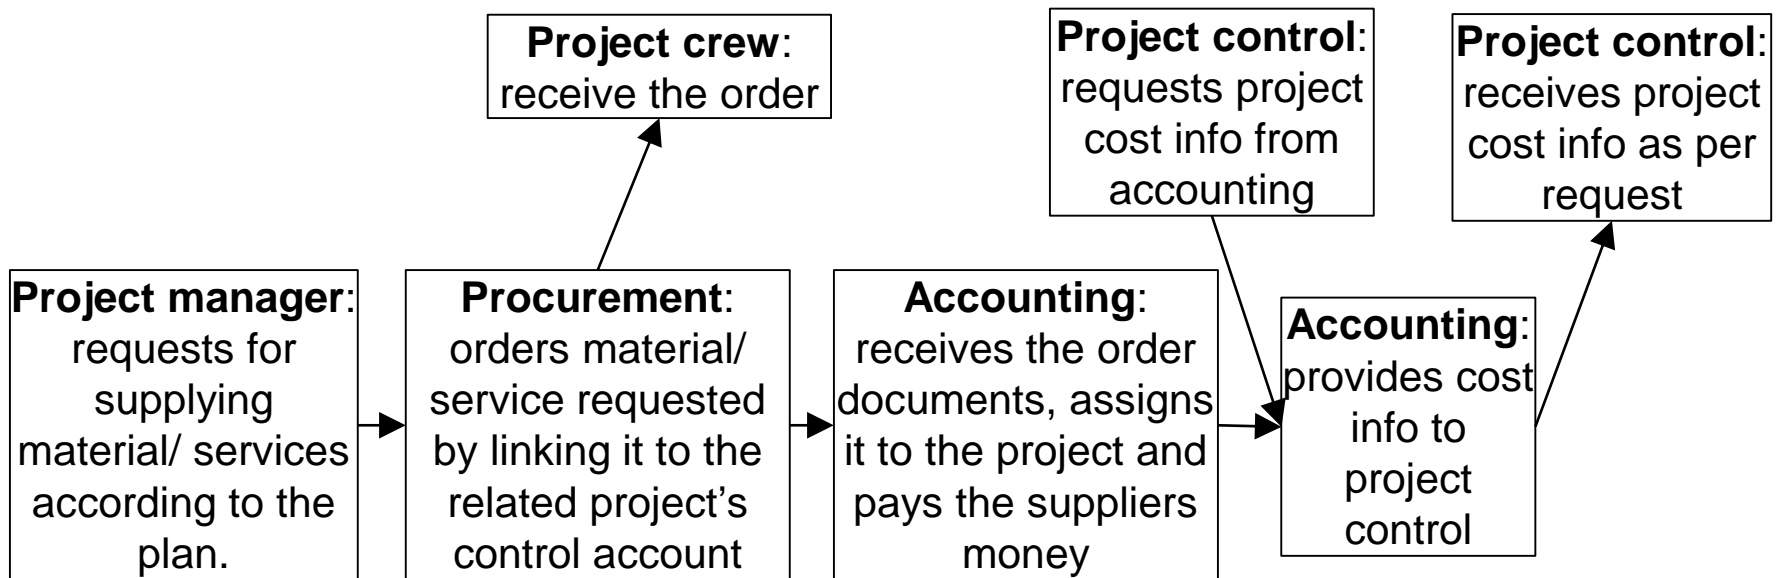 Project crew:
receive the order
Project control:
requests project
cost info from
accounting
Project control:
receives project
cost info as per
request
Project manager:
requests for
supplying
material/ services
according to the
plan.
Procurement:
orders material/
service requested
by linking it to the
related project’s
control account
Accounting:
receives the order
documents, assigns
it to the project and
pays the suppliers
money
Accounting:
provides cost
info to
project
control